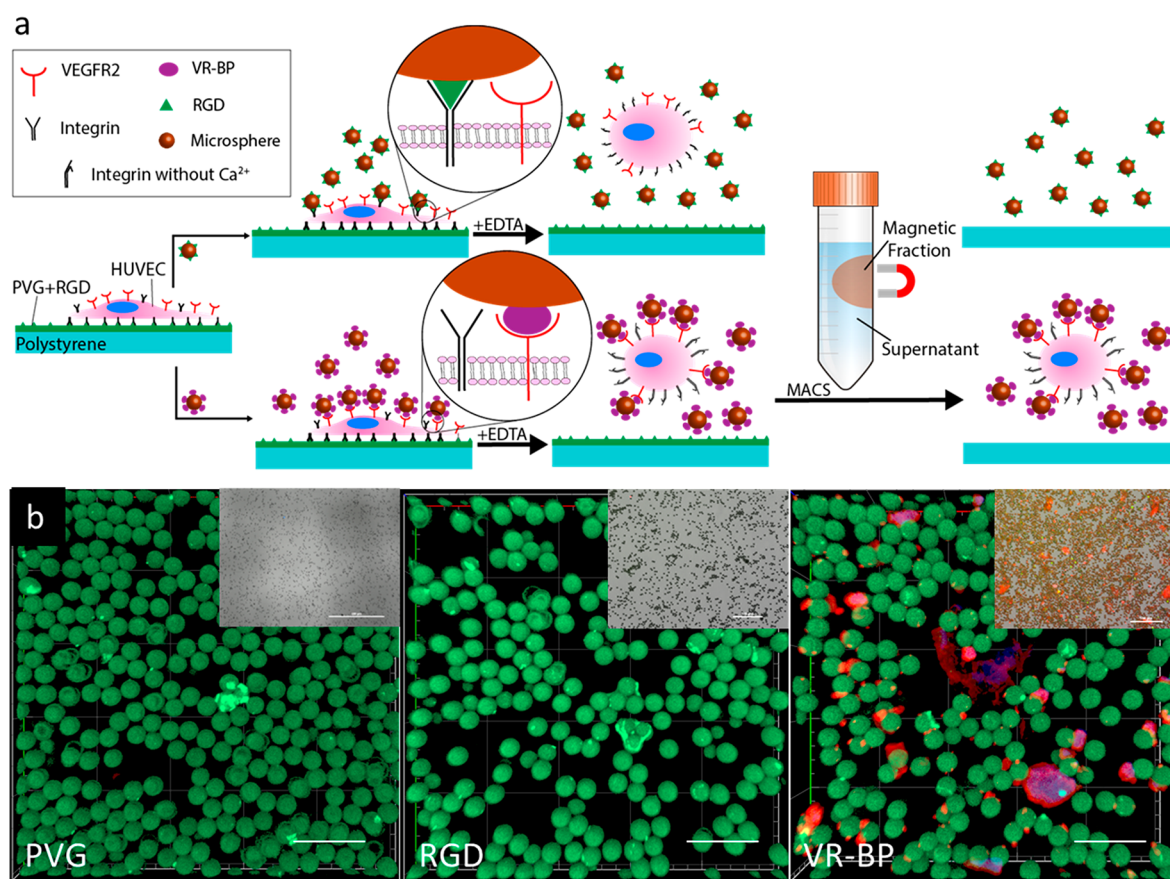 a
VEGFR2
VR-BP
RGD
Integrin
Microsphere
Integrin without Ca²⁺
+EDTA
Magnetic
Fraction
HUVEC
PVG+RGD
Polystyrene
Supernatant
MACS
+EDTA
b
PVG
RGD
VR-BP